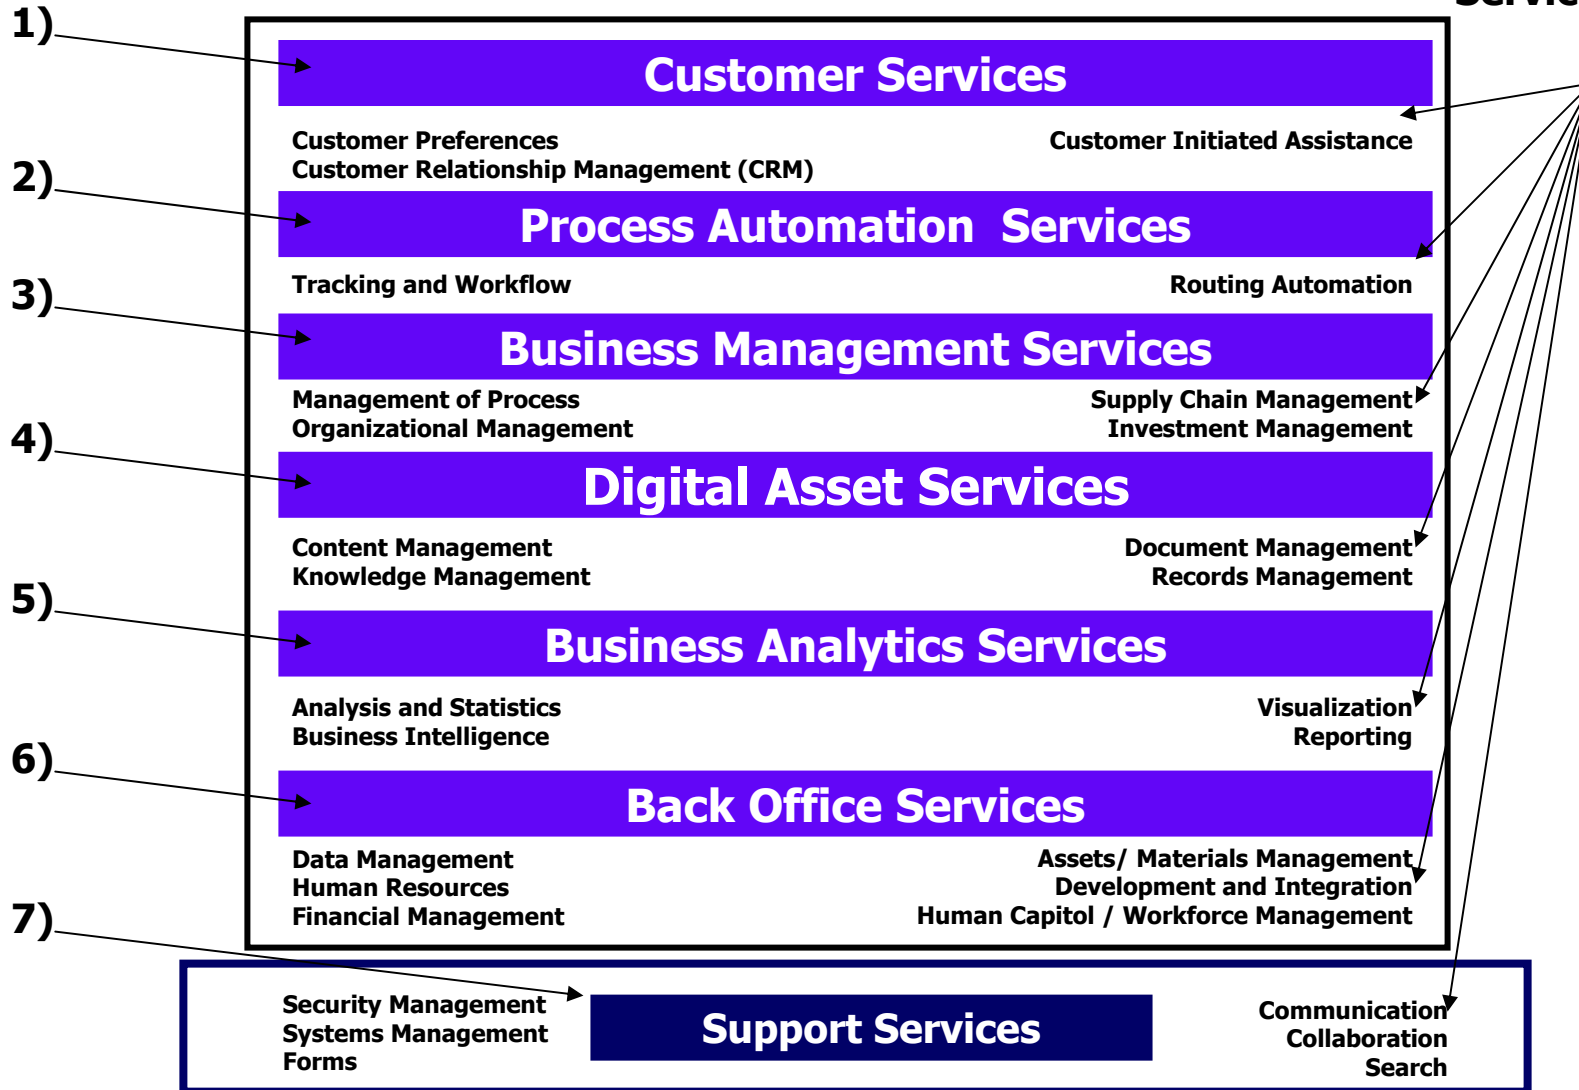 Servic
1)
Customer Services
Customer Preferences
Customer Initiated Assistance
Customer Relationship Management (CRM)
2)
Process Automation  Services
Tracking and Workflow
Routing Automation
3)
Business Management Services
Management of Process
Supply Chain Management
Organizational Management
Investment Management
4)
Digital Asset Services
Content Management
Document Management
Knowledge Management
Records Management
5)
Business Analytics Services
Analysis and Statistics
Visualization
Business Intelligence
Reporting
6)
Back Office Services
Data Management
Assets/ Materials Management
Human Resources
Development and Integration
Financial Management
Human Capitol / Workforce Management
7)
Support Services
Security Management
Communication
Systems Management
Collaboration
Forms
Search